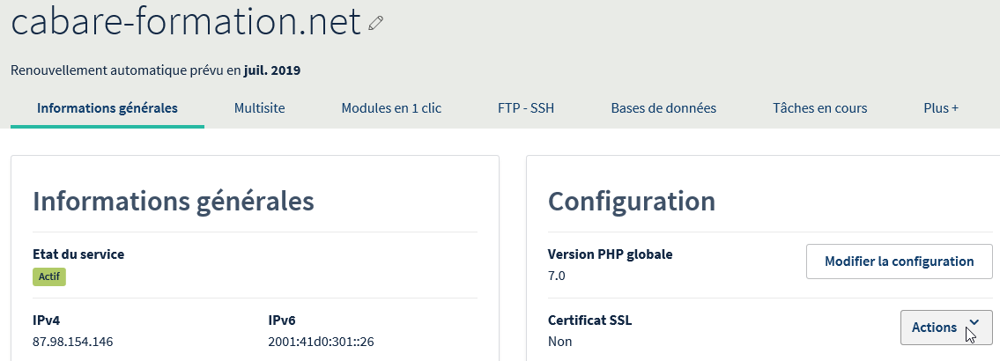 cabare-formation.net
Renouvellement automatique prévu en juil. 2019
Informations générales Multisite Modules en 1 clic FTP - SSH Bases de données Tâches en cours Plus +
Informations générales
Etat du service
Actif
IPv4 IPv6
87.98.154.146 2001:41d0:301::26
Configuration
Version PHP globale
7.0
Modifier la configuration
Certificat SSL
Non
Actions